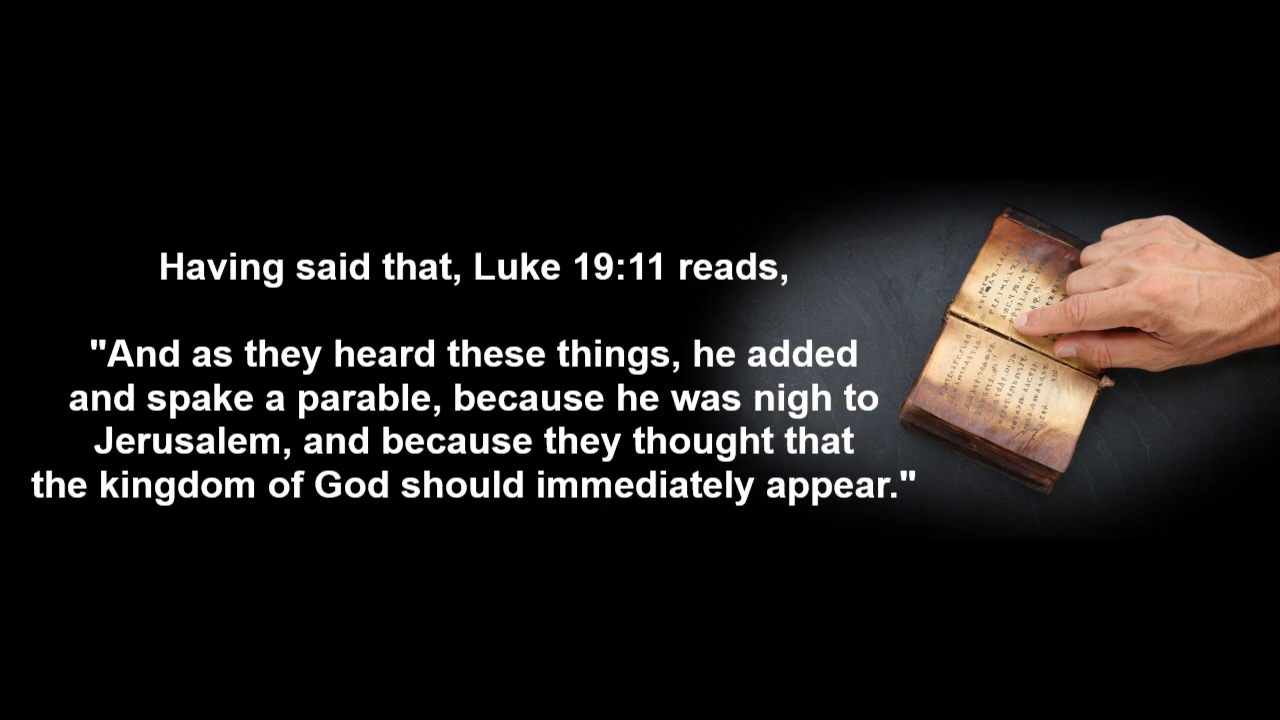 Having said that, Luke 19:11 reads,
"And as they heard these things, he added
and spake a parable, because he was nigh to
Jerusalem, and because they thought that
the kingdom of God should immediately appear."